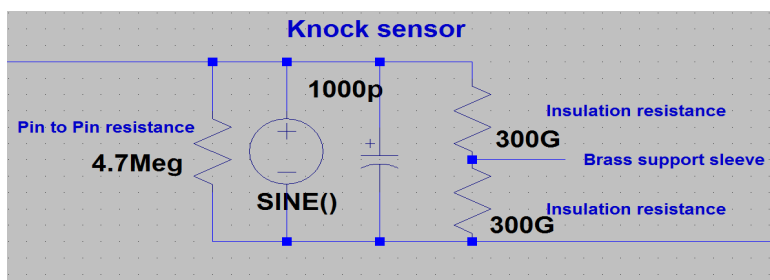 Knock sensor
1000p
Insulation resistance
Pin to Pin resistance
300G
4.7Meg
Brass support sleeve
SINE()
Insulation resistance
300G